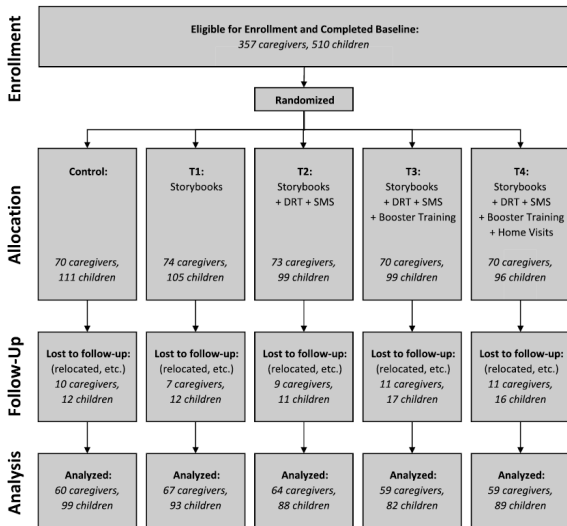 Enrollment
Eligible for Enrollment and Completed Baseline:
357 caregivers, 510 children
Randomized
Allocation
Control:
70 caregivers,
111 children
T1:
Storybooks
74 caregivers,
105 children
T2:
Storybooks
+ DRT + SMS
73 caregivers,
99 children
T3:
Storybooks
+ DRT + SMS
+ Booster Training
70 caregivers,
99 children
T4:
Storybooks
+ DRT + SMS
+ Booster Training
+ Home Visits
70 caregivers,
96 children
Follow-Up
Lost to follow-up:
(relocated, etc.)
10 caregivers,
12 children
Lost to follow-up:
(relocated, etc.)
7 caregivers,
12 children
Lost to follow-up:
(relocated, etc.)
9 caregivers,
11 children
Lost to follow-up:
(relocated, etc.)
11 caregivers,
17 children
Lost to follow-up:
(relocated, etc.)
11 caregivers,
16 children
Analysis
Analyzed:
60 caregivers,
99 children
Analyzed:
67 caregivers,
93 children
Analyzed:
64 caregivers,
88 children
Analyzed:
59 caregivers,
82 children
Analyzed:
59 caregivers,
89 children